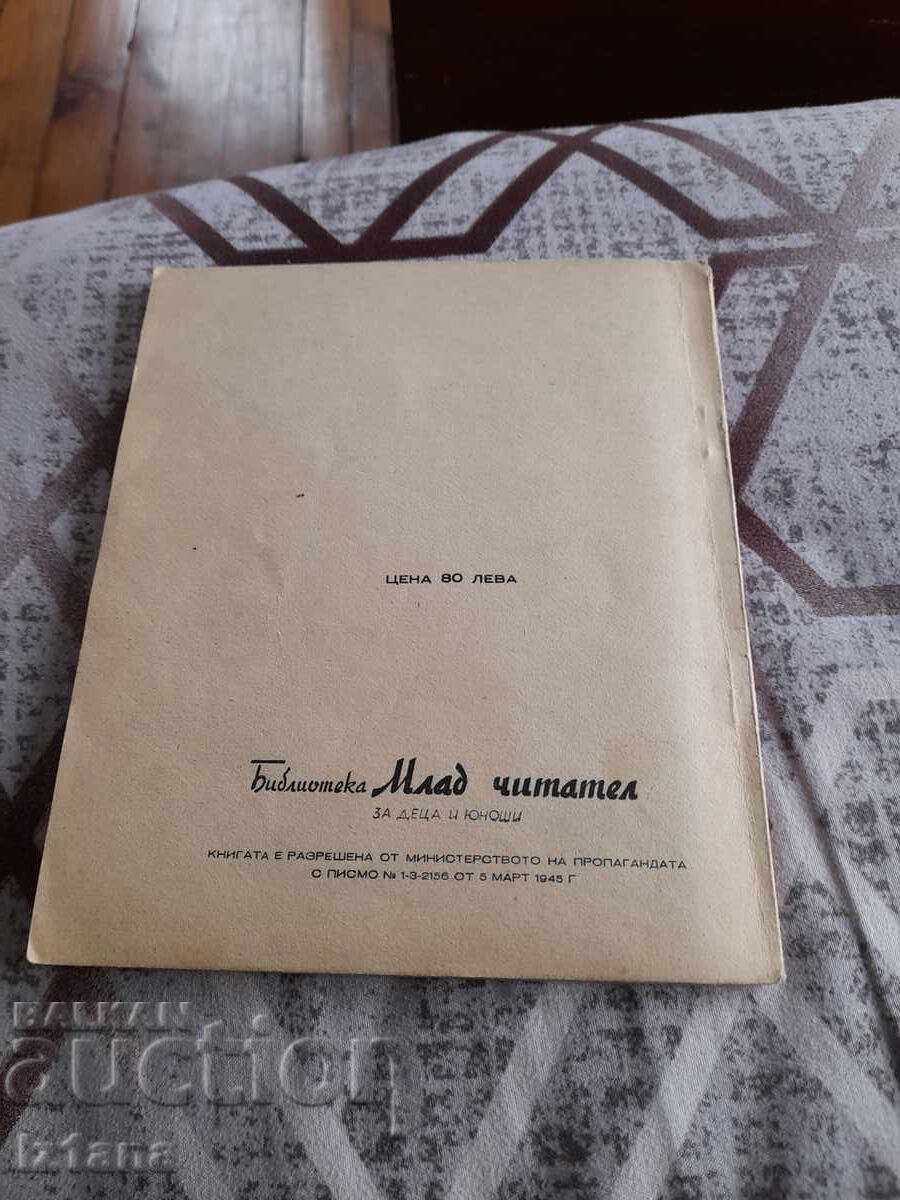 ЦЕНА 80 ЛЕВА
Библиотека Млад читател
ЗА ДЕЦА И ЮНОШИ
КНИГАТА Е РАЗРЕШЕНА ОТ МИНИСТЕРСТВОТО НА ПРОПАГАНДАТА
С ПИСМО № 1-3-2156 ОТ 5 МАРТ 1945 Г
BALKAN
auction
iz1ana